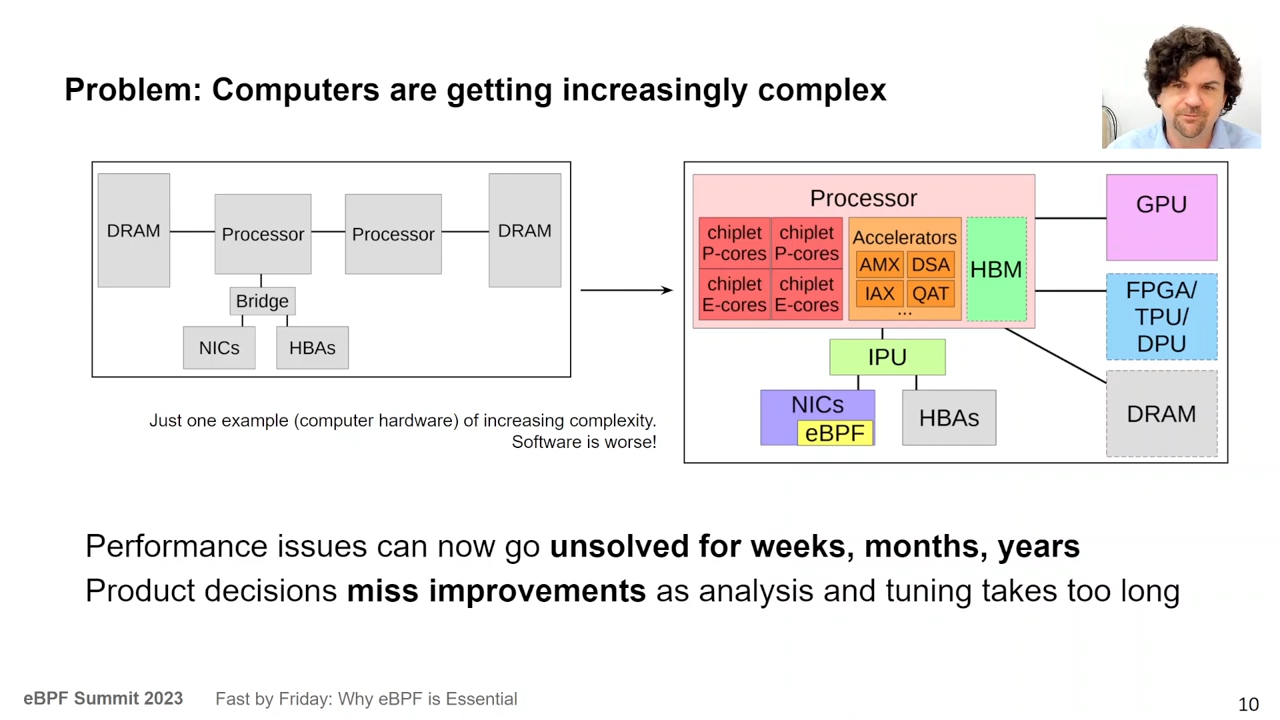 Problem: Computers are getting increasingly complex
DRAM
Processor
Processor
DRAM
Bridge
NICs
HBAs
Processor
chiplet
P-cores
chiplet
P-cores
chiplet
E-cores
chiplet
E-cores
Accelerators
AMX
DSA
IAX
QAT
...
HBM
GPU
FPGA/
TPU/
DPU
DRAM
IPU
NICs
eBPF
HBAs
Just one example (computer hardware) of increasing complexity.
Software is worse!
Performance issues can now go unsolved for weeks, months, years
Product decisions miss improvements as analysis and tuning takes too long
eBPF Summit 2023 Fast by Friday: Why eBPF is Essential
10